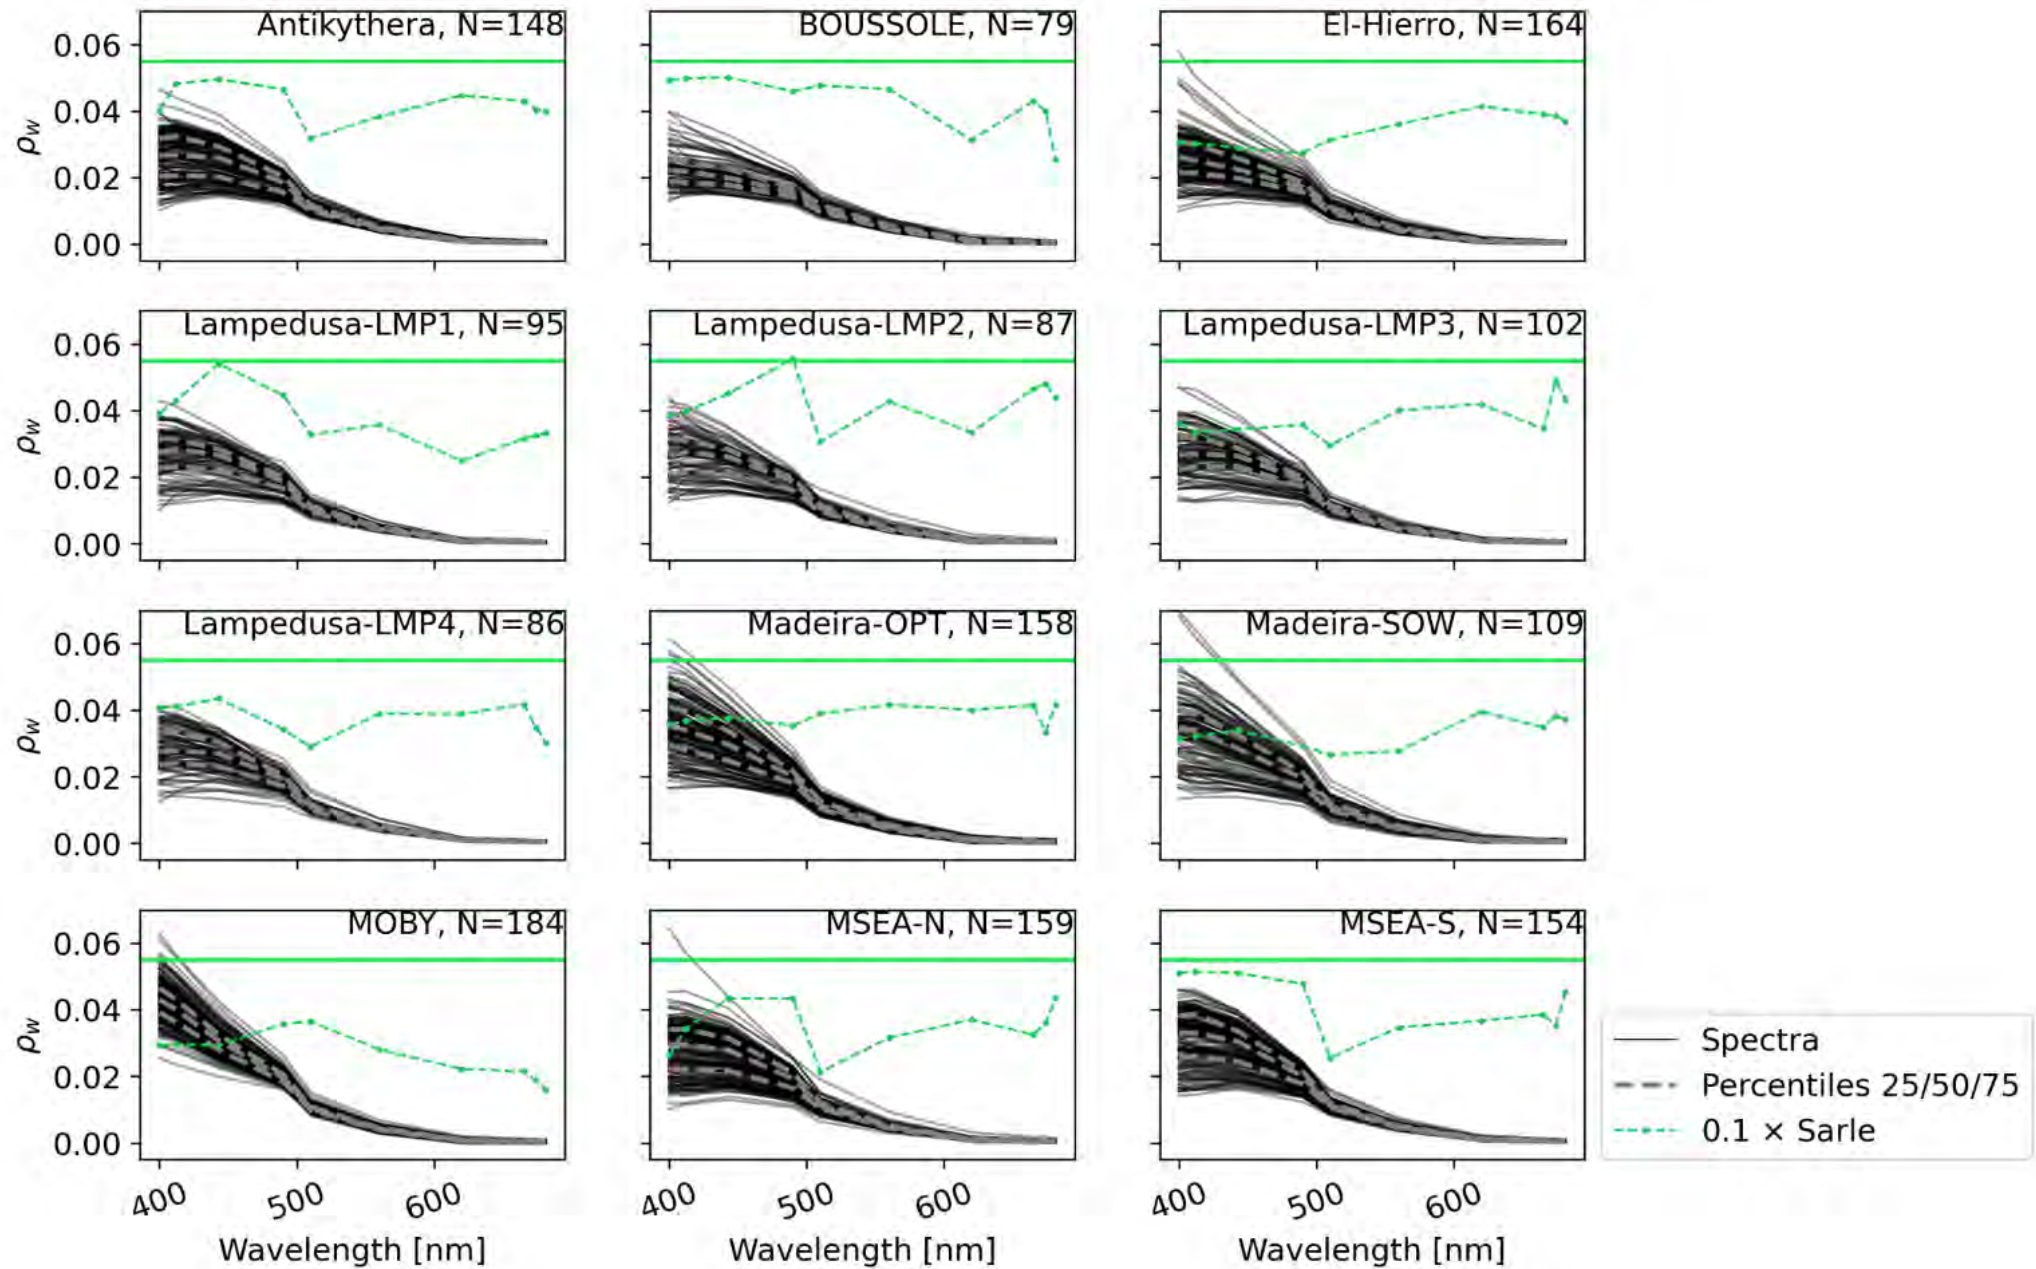 Antikythera, N=148
BOUSSOLE, N=79
El-Hierro, N=164
0.06
0.04
0.02
0.00
ρw
Lampedusa-LMP1, N=95
Lampedusa-LMP2, N=87
Lampedusa-LMP3, N=102
0.06
0.04
0.02
0.00
ρw
Lampedusa-LMP4, N=86
Madeira-OPT, N=158
Madeira-SOW, N=109
0.06
0.04
0.02
0.00
ρw
MOBY, N=184
MSEA-N, N=159
MSEA-S, N=154
0.06
0.04
0.02
0.00
ρw
Spectra
Percentiles 25/50/75
0.1 × Sarle
400 500 600
400 500 600
400 500 600
Wavelength [nm]
Wavelength [nm]
Wavelength [nm]